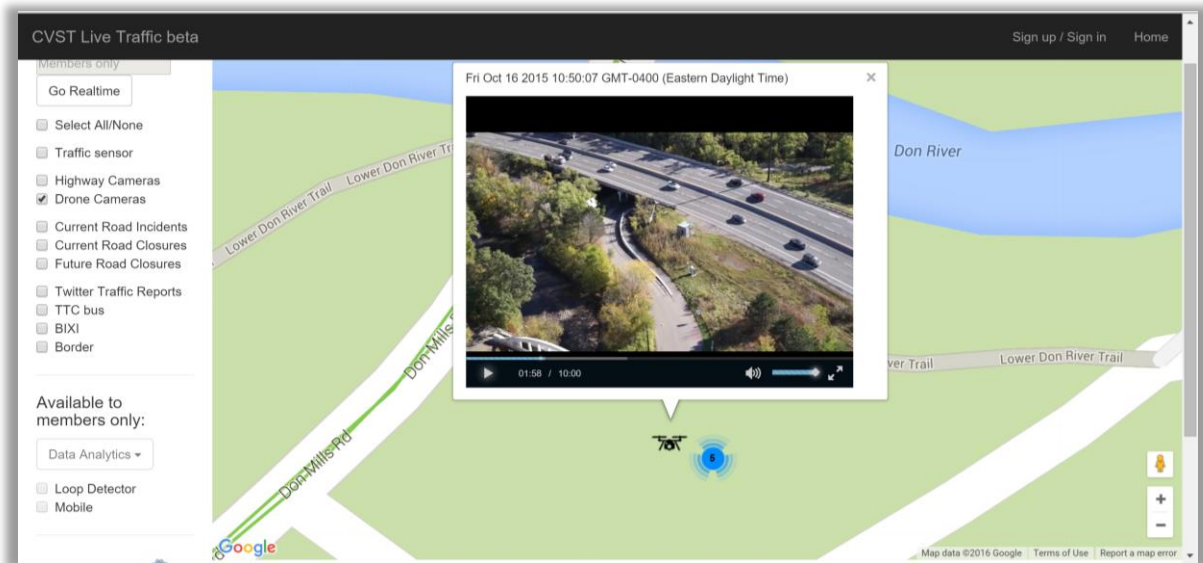 CVST Live Traffic beta
Sign up / Sign in
Home
Members only
Go Realtime
Select All/None
Traffic sensor
Highway Cameras
Drone Cameras
Current Road Incidents
Current Road Closures
Future Road Closures
Twitter Traffic Reports
TTC bus
BIXI
Border
Available to
members only:
Data Analytics
Loop Detector
Mobile
Fri Oct 16 2015 10:50:07 GMT-0400 (Eastern Daylight Time)
×
01:58 / 10:00
Lower Don River Trail
Lower Don River Tr
Don River
ver Trail
Lower Don River Trail
Don Mills
Don Mills Rd
5
+
−
Google
Map data ©2016 Google
Terms of Use
Report a map error